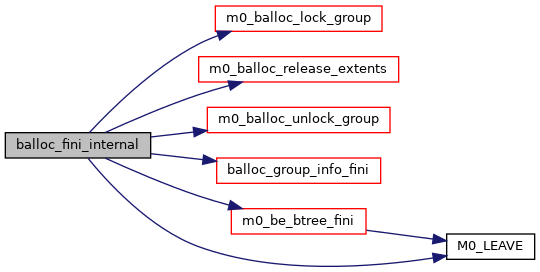 m0_balloc_lock_group
m0_balloc_release_extents
m0_balloc_unlock_group
balloc_fini_internal
balloc_group_info_fini
m0_be_btree_fini
M0_LEAVE